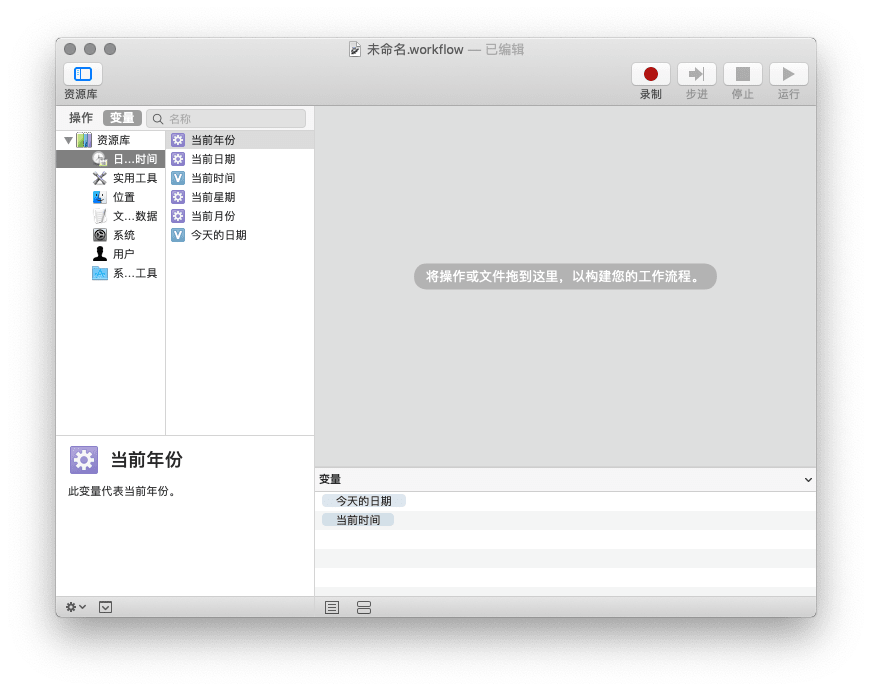 未命名.workflow — 已编辑
资源库
录制
步进
停止
运行
操作
变量
名称
资源库
日…时间
实用工具
位置
文…数据
系统
用户
系…工具
当前年份
当前日期
当前时间
当前星期
当前月份
今天的日期
将操作或文件拖到这里，以构建您的工作流程。
当前年份
此变量代表当前年份。
变量
今天的日期
当前时间